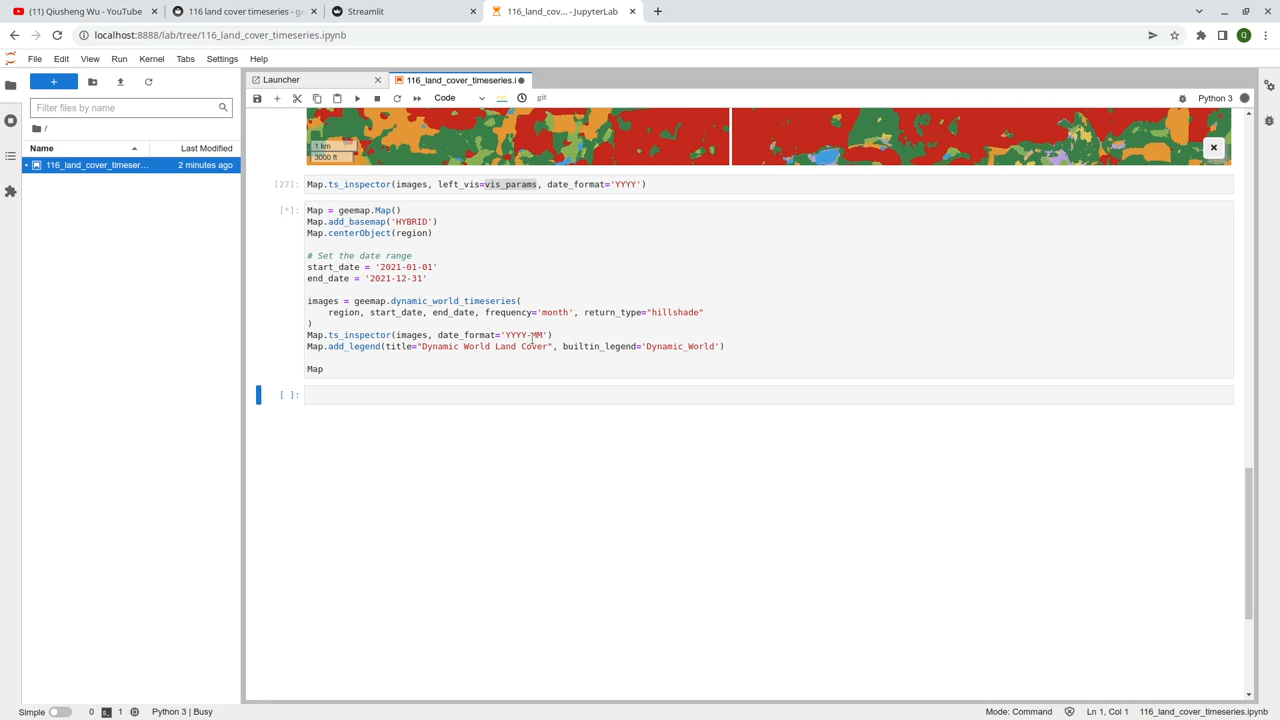 (11) Qiusheng Wu - YouTube
116 land cover timeseries - ge
Streamlit
116_land_cov... - JupyterLab
localhost:8888/lab/tree/116_land_cover_timeseries.ipynb
Q
File Edit View Run Kernel Tabs Settings Help
Launcher
116_land_cover_timeseries.i
Code
git
Python 3
Filter files by name
/
Name
Last Modified
116_land_cover_timeser...
2 minutes ago
1 km
3000 ft
[27]:
Map.ts_inspector(images, left_vis=vis_params, date_format='YYYY')
[*]:
Map = geemap.Map()
Map.add_basemap('HYBRID')
Map.centerObject(region)
# Set the date range
start_date = '2021-01-01'
end_date = '2021-12-31'
images = geemap.dynamic_world_timeseries(
region, start_date, end_date, frequency='month', return_type="hillshade"
)
Map.ts_inspector(images, date_format='YYYY-MM')
Map.add_legend(title="Dynamic World Land Cover", builtin_legend='Dynamic_World')
Map
[ ]:
Simple
0
1
Python 3 | Busy
Mode: Command
Ln 1, Col 1
116_land_cover_timeseries.ipynb